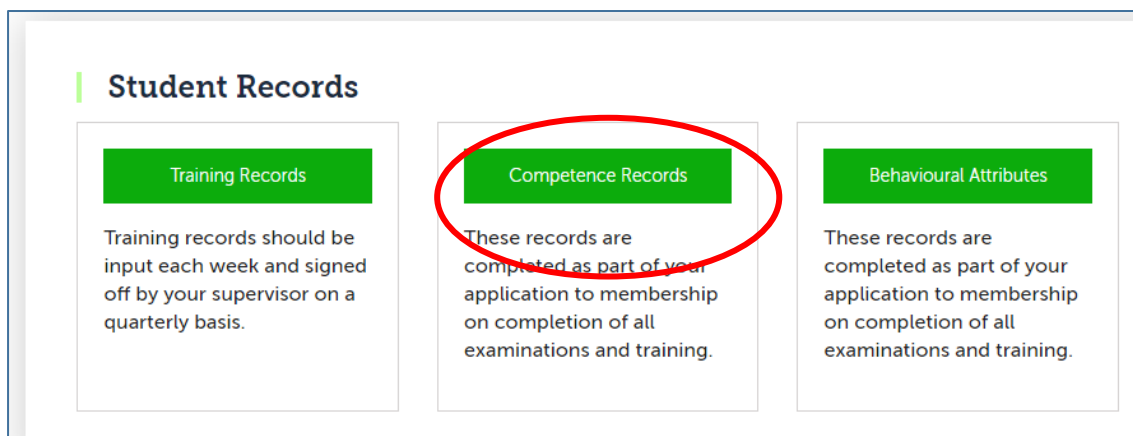 Student Records
Training Records
Training records should be
input each week and signed
off by your supervisor on a
quarterly basis.
Competence Records
These records are
completed as part of your
application to membership
on completion of all
examinations and training.
Behavioural Attributes
These records are
completed as part of your
application to membership
on completion of all
examinations and training.